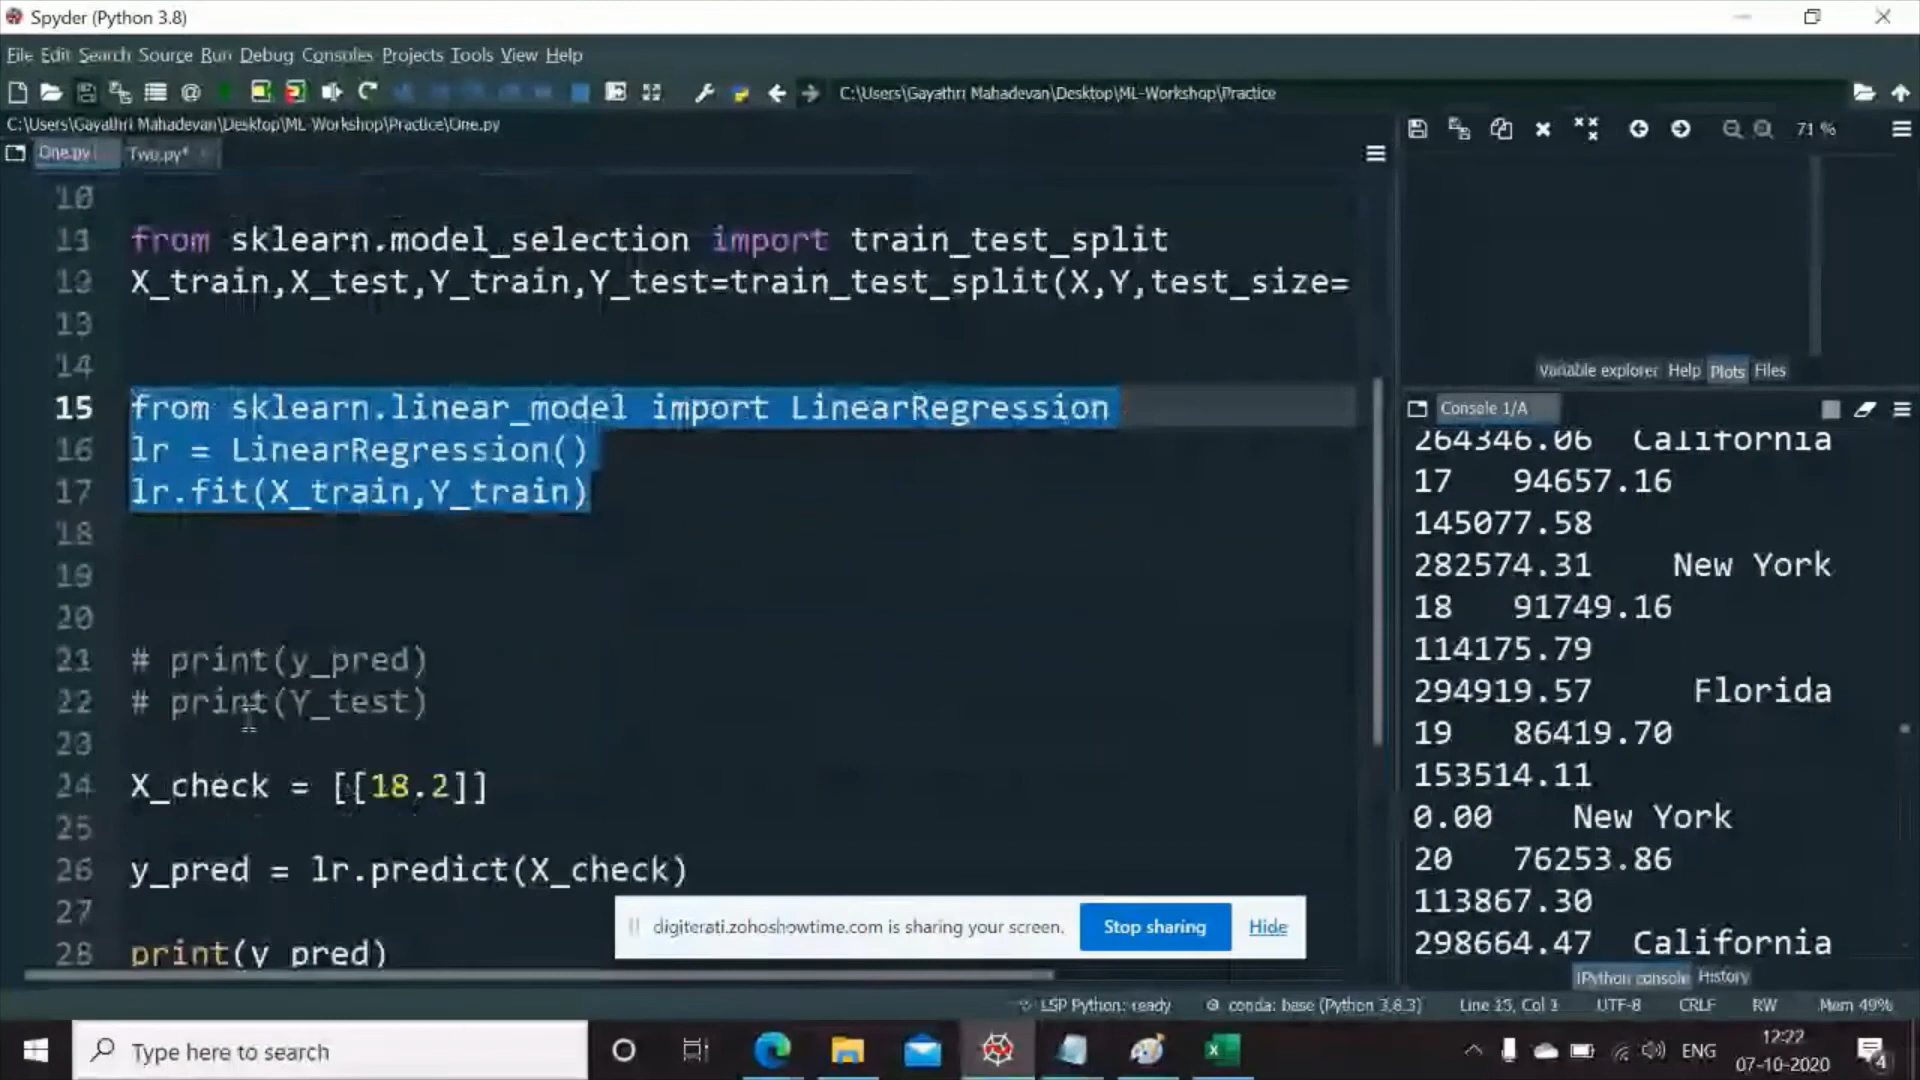 Spyder (Python 3.8)
File Edit Search Source Run Debug Consoles Projects Tools View Help
C:\Users\Gayathri Mahadevan\Desktop\ML-Workshop\Practice
C:\Users\Gayathri Mahadevan\Desktop\ML-Workshop\Practice\One.py
71 %
One.py Two.py*
10
11 from sklearn.model_selection import train_test_split
12 X_train,X_test,Y_train,Y_test=train_test_split(X,Y,test_size=
13
14
15 from sklearn.linear_model import LinearRegression
16 lr = LinearRegression()
17 lr.fit(X_train,Y_train)
18
19
20
21 # print(y_pred)
22 # print(Y_test)
23
24 X_check = [[18.2]]
25
26 y_pred = lr.predict(X_check)
27
28 print(y_pred)
Variable explorer Help Plots Files
Console 1/A
264346.06 California
17 94657.16
145077.58
282574.31 New York
18 91749.16
114175.79
294919.57 Florida
19 86419.70
153514.11
0.00 New York
20 76253.86
113867.30
298664.47 California
IPython console History
digiterati.zohoshowtime.com is sharing your screen. Stop sharing Hide
LSP Python: ready conda: base (Python 3.8.3) Line 15, Col 1 UTF-8 CRLF RW Mem 49%
Type here to search
ENG
12:22
07-10-2020
4